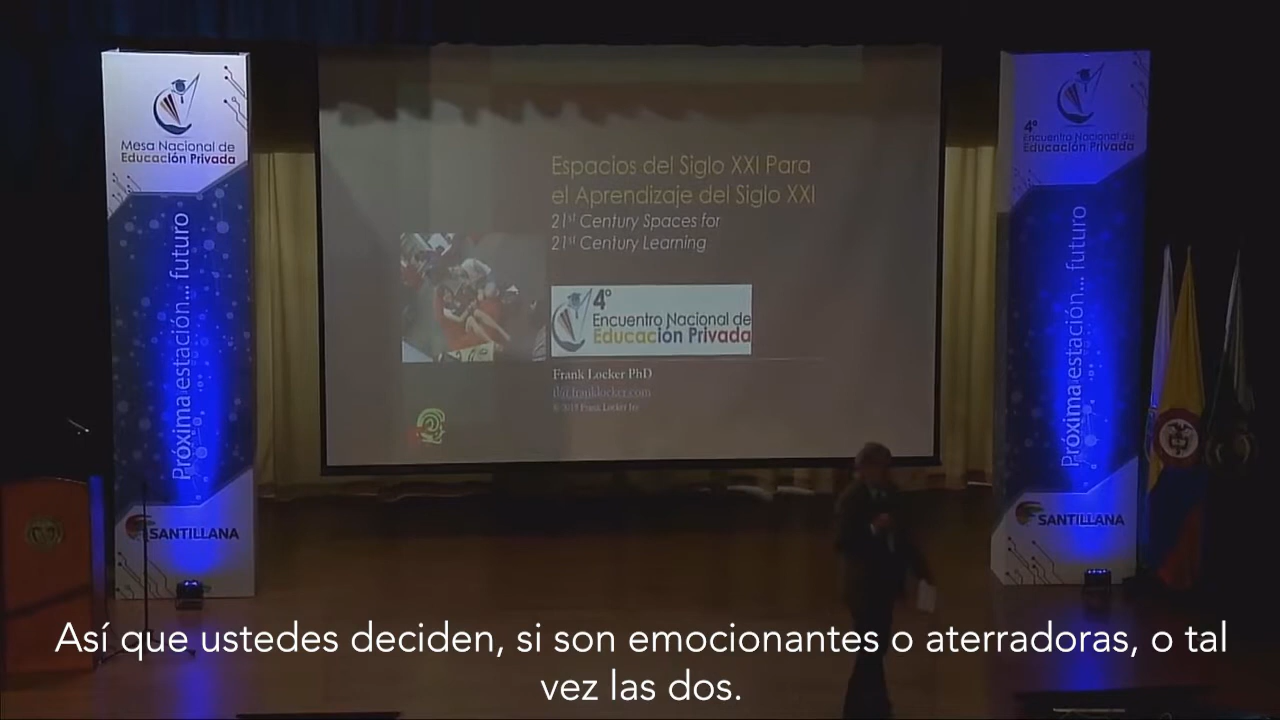 Mesa Nacional de
Educación Privada
Próxima estación... futuro
SANTILLANA
Espacios del Siglo XXI Para
el Aprendizaje del Siglo XXI
21st Century Spaces for
21st Century Learning
4°
Encuentro Nacional de
Educación Privada
Frank Locker PhD
4°
Encuentro Nacional de
Educación Privada
Próxima estación... futuro
SANTILLANA
Así que ustedes deciden, si son emocionantes o aterradoras, o tal
vez las dos.